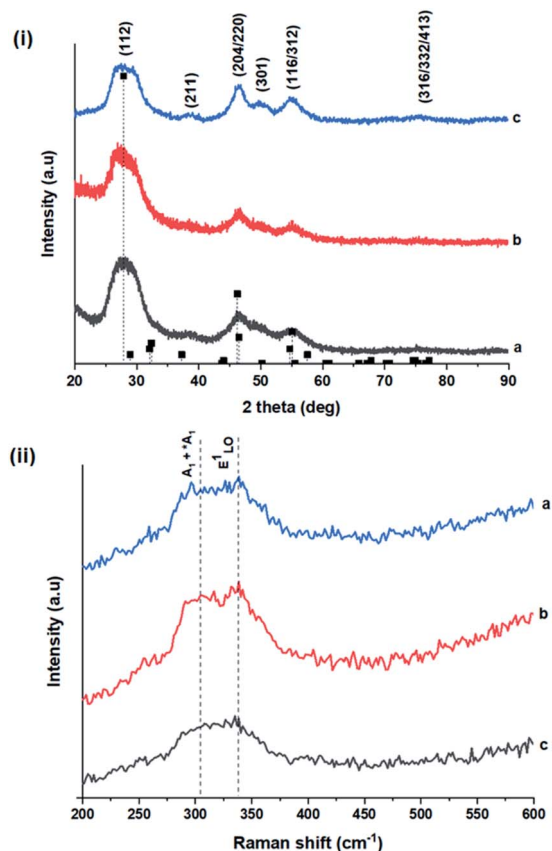 (i)
(112)
(211)
(204/220)
(301)
(116/312)
(316/332/413)
c
b
a
Intensity (a.u)
20 30 40 50 60 70 80 90
2 theta (deg)
(ii)
A₁ + *A₁
E¹LO
a
b
c
Intensity (a.u)
200 250 300 350 400 450 500 550 600
Raman shift (cm⁻¹)